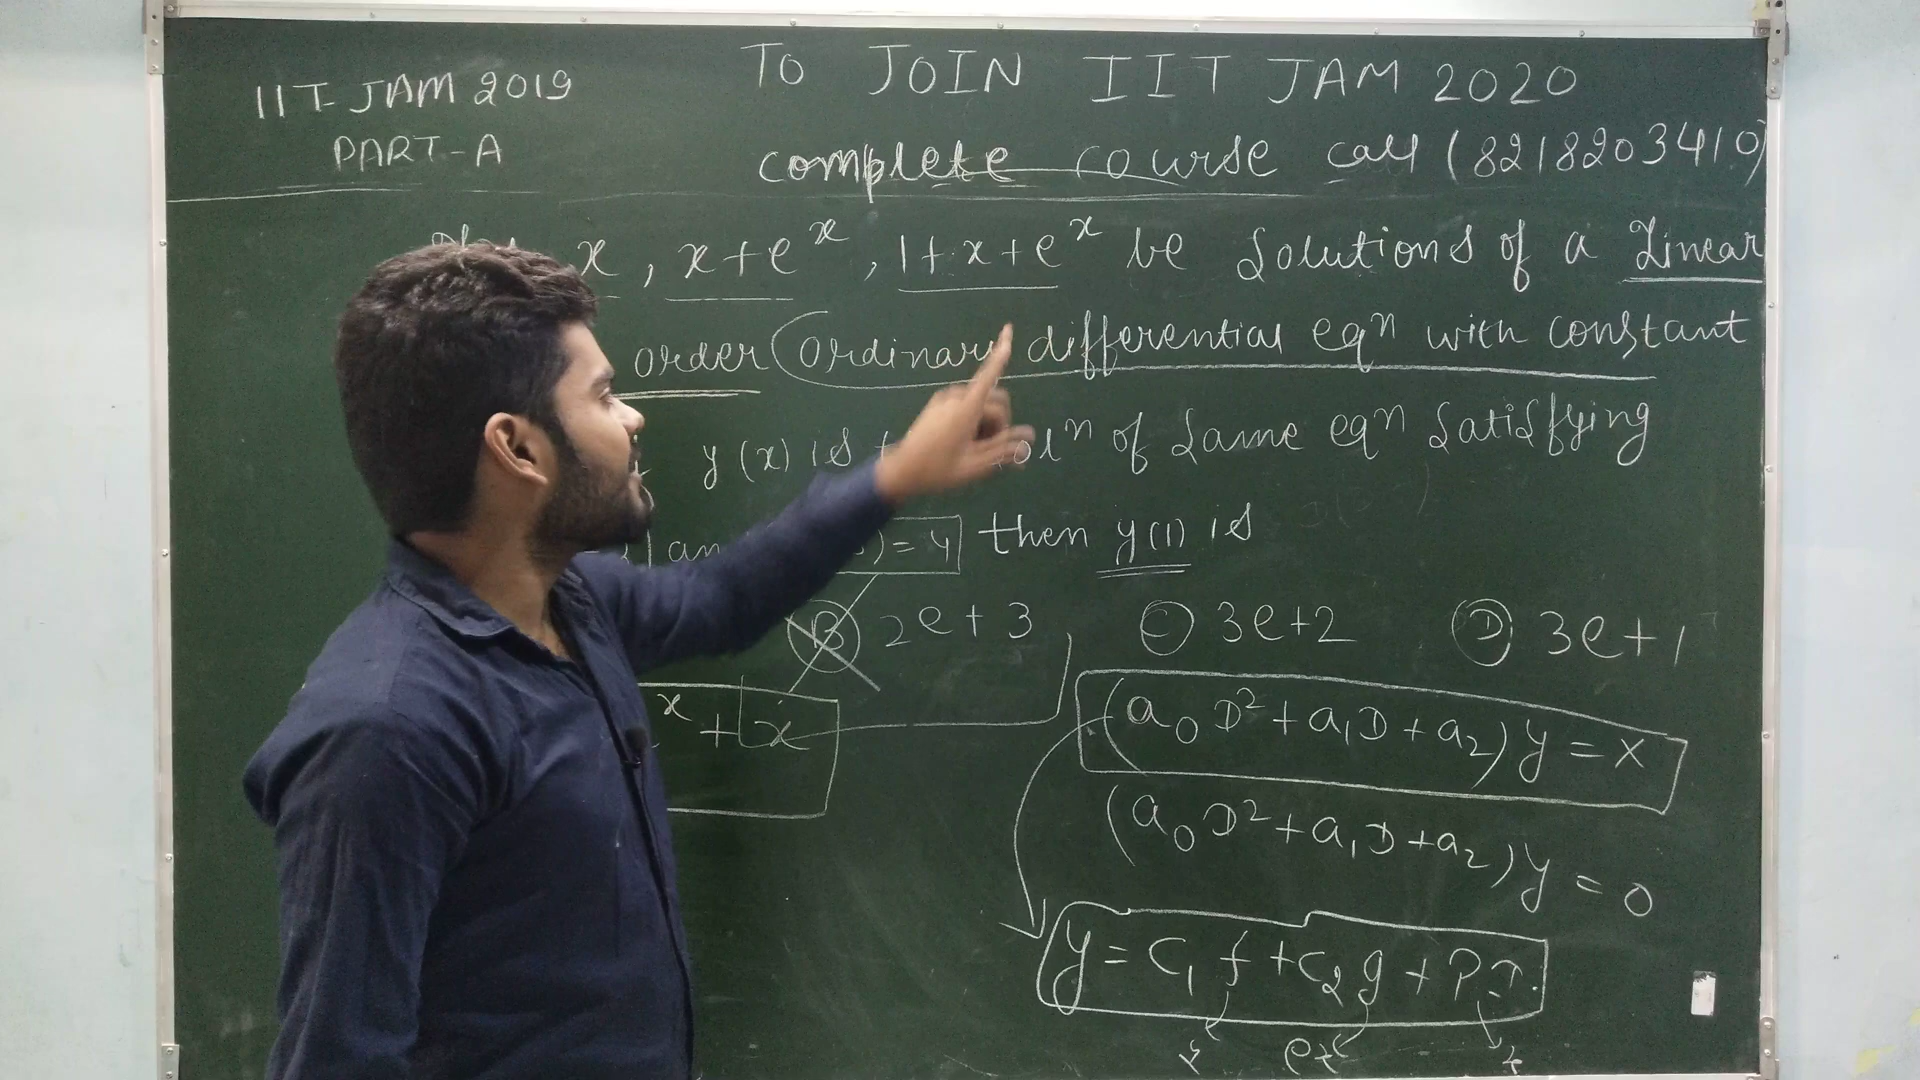 IIT-JAM 2019
PART-A
TO JOIN IIT JAM 2020
complete course call (8218203410)
x, x+e^x, 1+x+e^x be solutions of a Linear
order ordinary differential eqⁿ with constant
y(x) is solⁿ of same eqⁿ satisfying
= 4 then y(1) is
(B) 2e+3 (C) 3e+2 (D) 3e+1
x + x
(a₀D²+a₁D+a₂)y = x
(a₀D²+a₁D+a₂)y = 0
y = C₁f + C₂g + P.I.